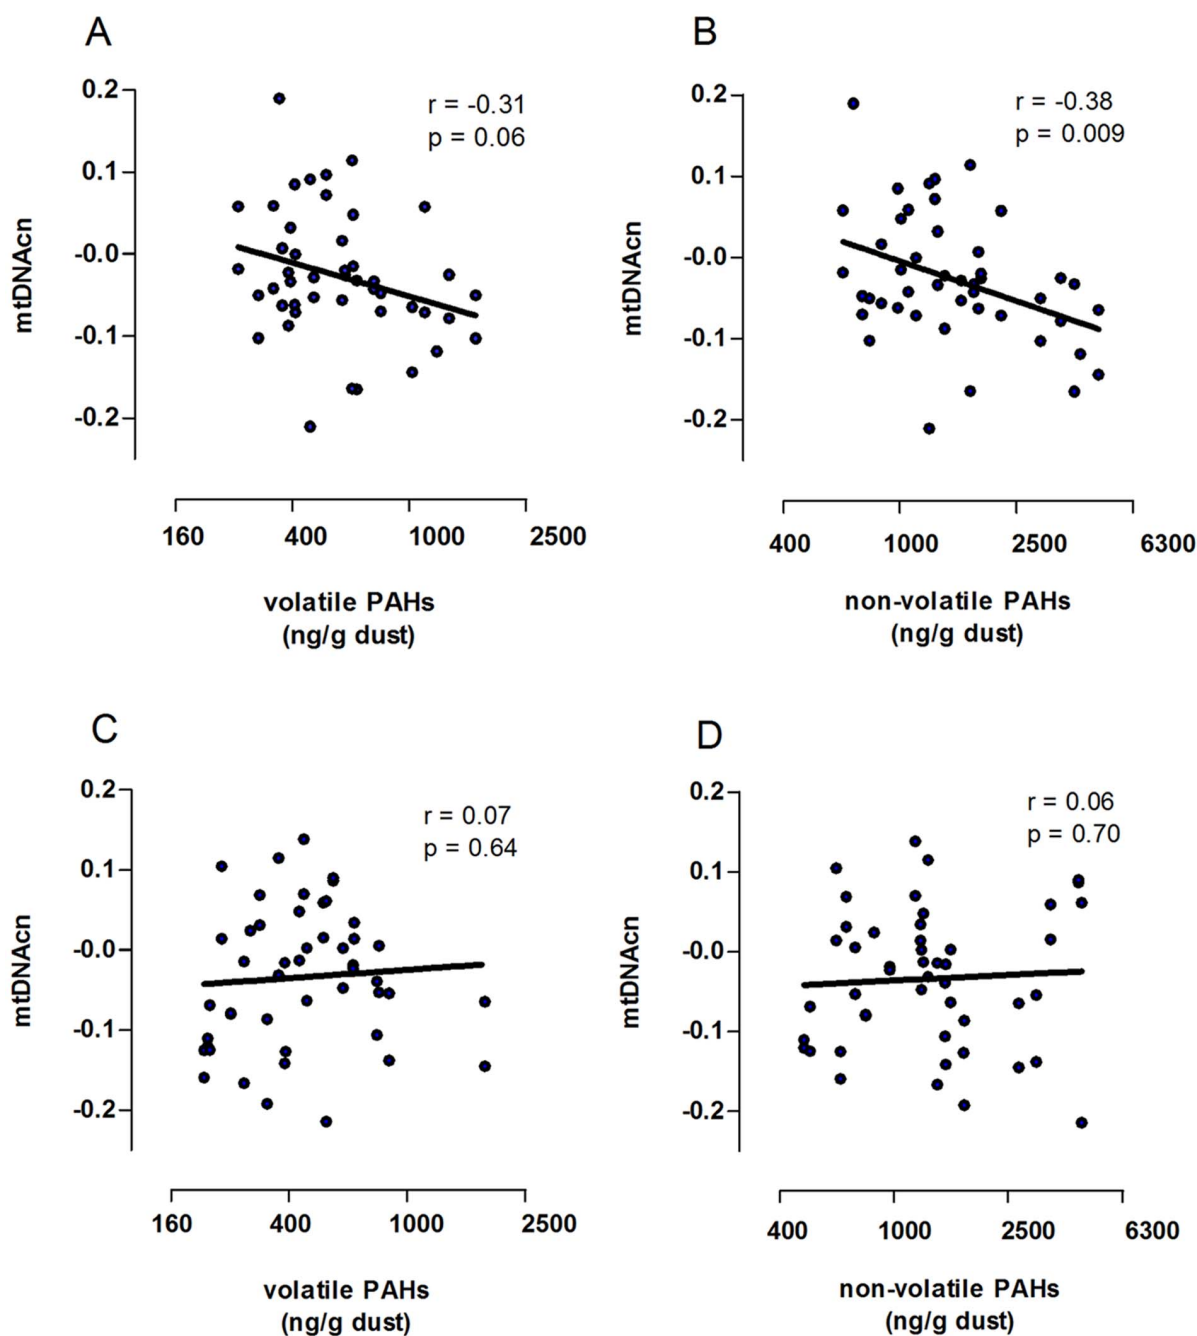 A
r = -0.31
p = 0.06
0.2
0.1
-0.0
-0.1
-0.2
mtDNAcn
160 400 1000 2500
volatile PAHs
(ng/g dust)
B
r = -0.38
p = 0.009
0.2
0.1
-0.0
-0.1
-0.2
mtDNAcn
400 1000 2500 6300
non-volatile PAHs
(ng/g dust)
C
r = 0.07
p = 0.64
0.2
0.1
-0.0
-0.1
-0.2
mtDNAcn
160 400 1000 2500
volatile PAHs
(ng/g dust)
D
r = 0.06
p = 0.70
0.2
0.1
-0.0
-0.1
-0.2
mtDNAcn
400 1000 2500 6300
non-volatile PAHs
(ng/g dust)